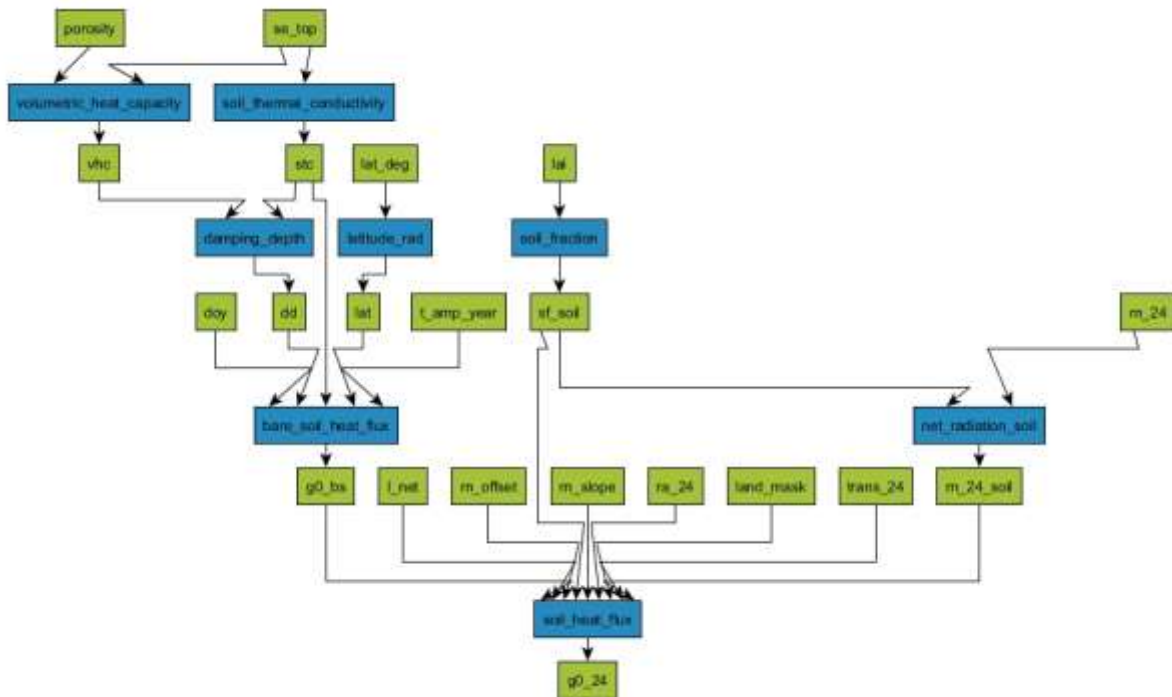 porosity se_top
volumetric_heat_capacity soil_thermal_conductivity
vhc stc lat_deg lai
damping_depth latitude_rad soil_fraction
doy dd lat t_amp_year sf_soil rn_24
bare_soil_heat_flux net_radiation_soil
g0_bs l_net rn_offset rn_slope ra_24 land_mask trans_24 rn_24_soil
soil_heat_flux
g0_24